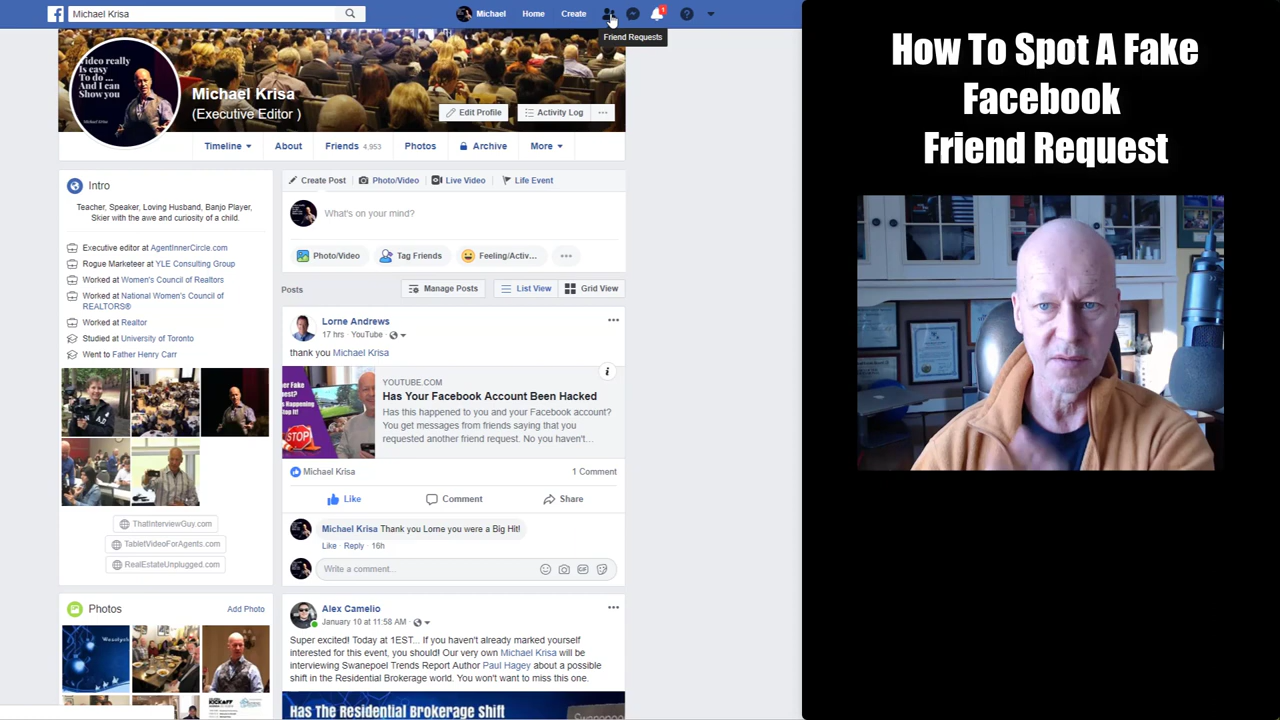 Michael Krisa
Michael
Home
Create
1
Friend Requests
Video really
Is easy
To do ...
And I can
Show you
Michael Krisa
(Executive Editor )
Edit Profile
Activity Log
Timeline
About
Friends 4,953
Photos
Archive
More
Intro
Teacher, Speaker, Loving Husband, Banjo Player,
Skier with the awe and curiosity of a child.
Executive editor at AgentInnerCircle.com
Rogue Marketeer at YLE Consulting Group
Worked at Women's Council of Realtors
Worked at National Women's Council of
REALTORS®
Worked at Realtor
Studied at University of Toronto
Went to Father Henry Carr
ThatInterviewGuy.com
TabletVideoForAgents.com
RealEstateUnplugged.com
Photos
Add Photo
Create Post
Photo/Video
Live Video
Life Event
What's on your mind?
Photo/Video
Tag Friends
Feeling/Activ...
Posts
Manage Posts
List View
Grid View
Lorne Andrews
17 hrs · YouTube ·
thank you Michael Krisa
STOP!
YOUTUBE.COM
Has Your Facebook Account Been Hacked
Has this happened to you and your Facebook account?
You get messages from friends saying that you
requested another friend request. No you haven't...
Michael Krisa
1 Comment
Like
Comment
Share
Michael Krisa Thank you Lorne you were a Big Hit!
Like · Reply · 16h
Write a comment...
GIF
Alex Camelio
January 10 at 11:58 AM ·
Super excited! Today at 1EST... If you haven't already marked yourself
interested for this event, you should! Our very own Michael Krisa will be
interviewing Swanepoel Trends Report Author Paul Hagey about a possible
shift in the Residential Brokerage world. You won't want to miss this one.
Has The Residential Brokerage Shift
How To Spot A Fake
Facebook
Friend Request